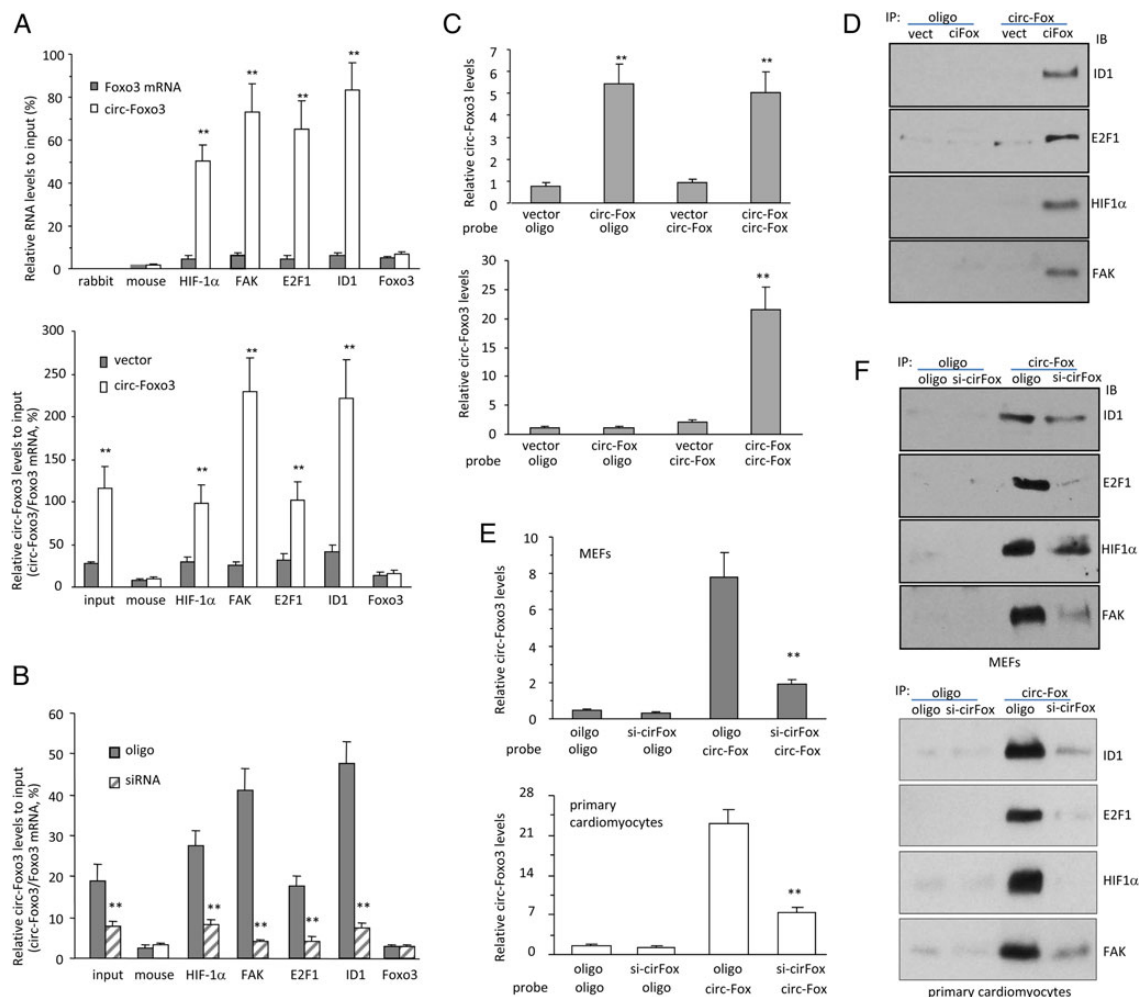 A
Relative RNA levels to input (%)
100
80
60
40
20
0
Foxo3 mRNA
circ-Foxo3
**
**
**
**
rabbit mouse HIF-1α FAK E2F1 ID1 Foxo3
Relative circ-Foxo3 levels to input
(circ-Foxo3/Foxo3 mRNA, %)
300
250
200
150
100
50
0
vector
circ-Foxo3
**
**
**
**
**
input mouse HIF-1α FAK E2F1 ID1 Foxo3
B
Relative circ-Foxo3 levels to input
(circ-Foxo3/Foxo3 mRNA, %)
60
50
40
30
20
10
0
oligo
siRNA
**
**
**
**
**
input mouse HIF-1α FAK E2F1 ID1 Foxo3
C
Relative circ-Foxo3 levels
7
6
5
4
3
2
1
0
**
**
vector circ-Fox vector circ-Fox
probe oligo oligo circ-Fox circ-Fox
Relative circ-Foxo3 levels
30
25
20
15
10
5
0
**
vector circ-Fox vector circ-Fox
probe oligo oligo circ-Fox circ-Fox
D
IP: oligo circ-Fox
vect ciFox vect ciFox
IB
ID1
E2F1
HIF1α
FAK
E
Relative circ-Foxo3 levels
10
8
6
4
2
0
MEFs
**
oilgo si-cirFox oligo si-cirFox
probe oligo oligo circ-Fox circ-Fox
Relative circ-Foxo3 levels
28
21
14
7
0
primary
cardiomyocytes
**
oligo si-cirFox oligo si-cirFox
probe oligo oligo circ-Fox circ-Fox
F
IP: oligo circ-Fox
oligo si-cirFox oligo si-cirFox
IB
ID1
E2F1
HIF1α
FAK
MEFs
IP: oligo circ-Fox
oligo si-cirFox oligo si-cirFox
ID1
E2F1
HIF1α
FAK
primary cardiomyocytes